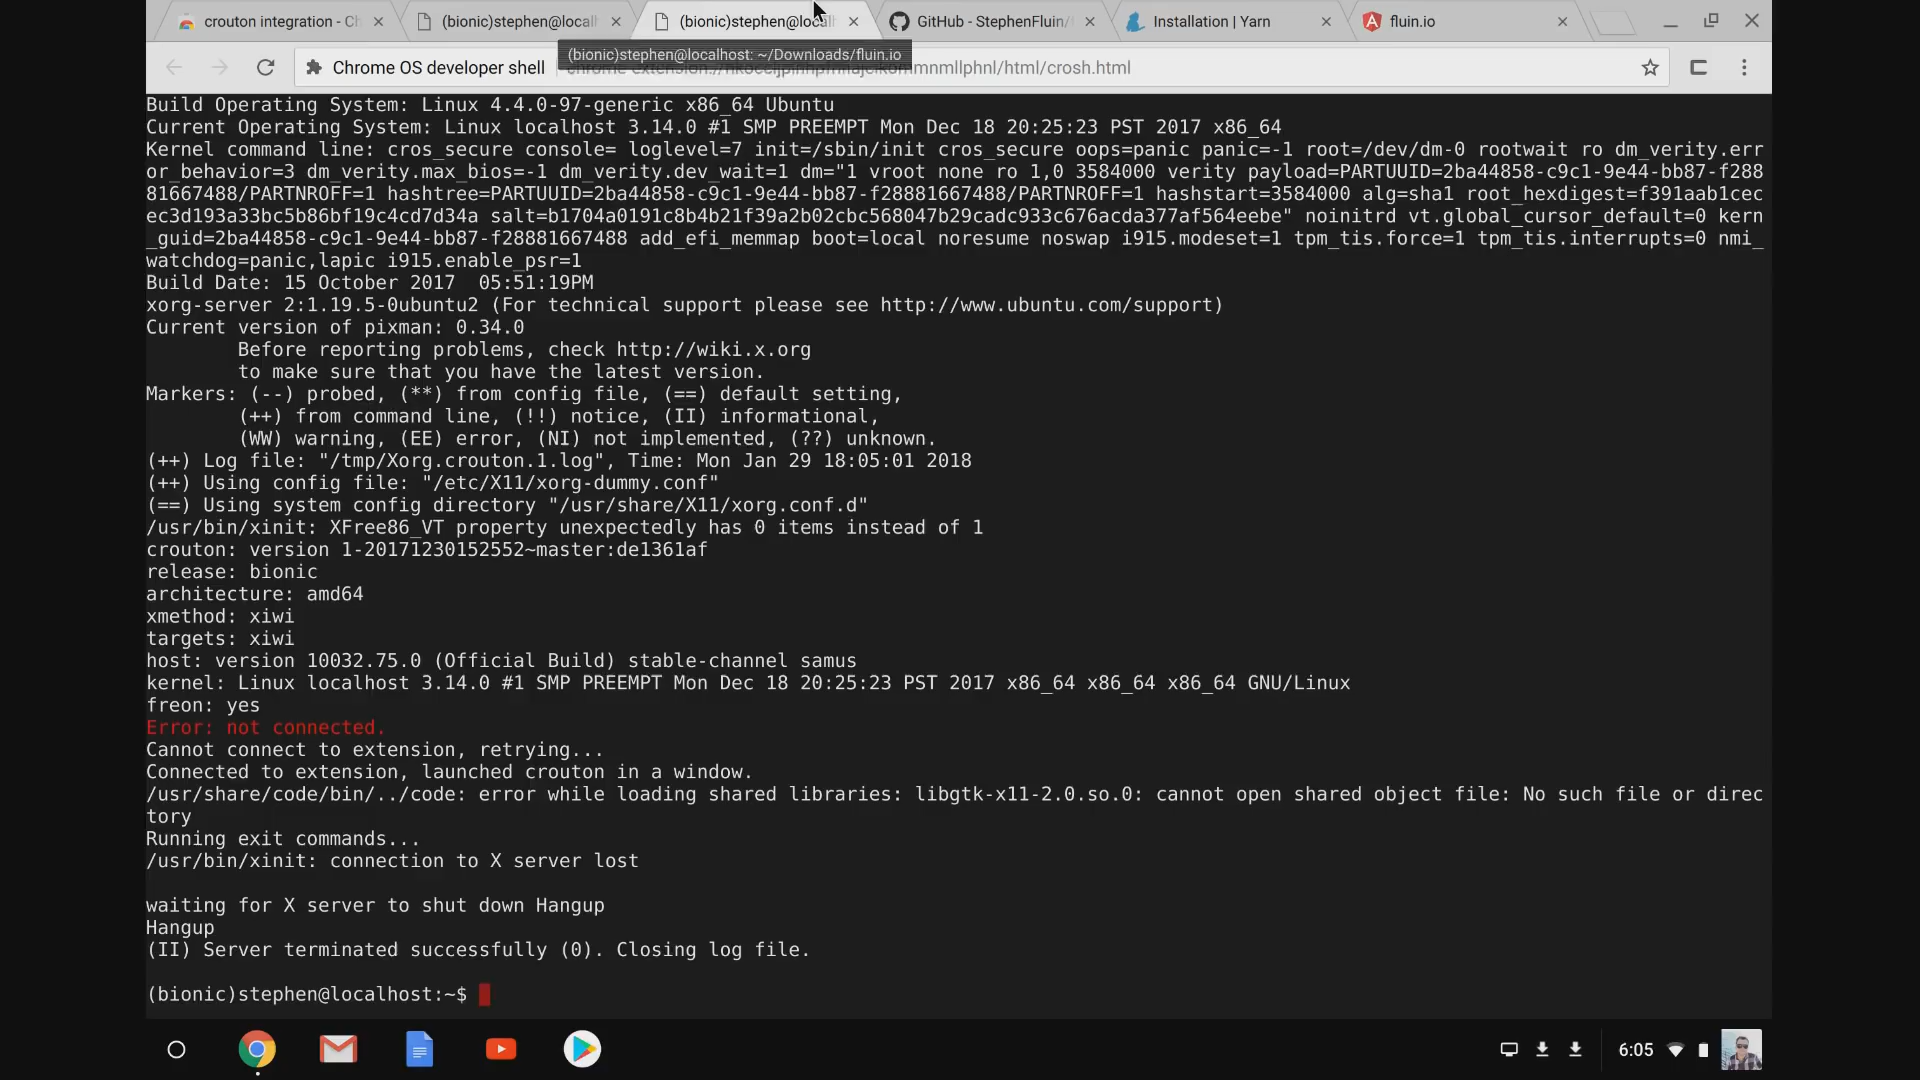 crouton integration - Ch
(bionic)stephen@local
(bionic)stephen@local
GitHub - StephenFluin/
Installation | Yarn
fluin.io
(bionic)stephen@localhost: ~/Downloads/fluin.io
Chrome OS developer shell
/html/crosh.html
Build Operating System: Linux 4.4.0-97-generic x86_64 Ubuntu
Current Operating System: Linux localhost 3.14.0 #1 SMP PREEMPT Mon Dec 18 20:25:23 PST 2017 x86_64
Kernel command line: cros_secure console= loglevel=7 init=/sbin/init cros_secure oops=panic panic=-1 root=/dev/dm-0 rootwait ro dm_verity.err
or_behavior=3 dm_verity.max_bios=-1 dm_verity.dev_wait=1 dm="1 vroot none ro 1,0 3584000 verity payload=PARTUUID=2ba44858-c9c1-9e44-bb87-f288
81667488/PARTNROFF=1 hashtree=PARTUUID=2ba44858-c9c1-9e44-bb87-f28881667488/PARTNROFF=1 hashstart=3584000 alg=sha1 root_hexdigest=f391aab1cec
ec3d193a33bc5b86bf19c4cd7d34a salt=b1704a0191c8b4b21f39a2b02cbc568047b29cadc933c676acda377af564eebe" noinitrd vt.global_cursor_default=0 kern
_guid=2ba44858-c9c1-9e44-bb87-f28881667488 add_efi_memmap boot=local noresume noswap i915.modeset=1 tpm_tis.force=1 tpm_tis.interrupts=0 nmi_
watchdog=panic,lapic i915.enable_psr=1
Build Date: 15 October 2017  05:51:19PM
xorg-server 2:1.19.5-0ubuntu2 (For technical support please see http://www.ubuntu.com/support)
Current version of pixman: 0.34.0
Before reporting problems, check http://wiki.x.org
to make sure that you have the latest version.
Markers: (--) probed, (**) from config file, (==) default setting,
(++) from command line, (!!) notice, (II) informational,
(WW) warning, (EE) error, (NI) not implemented, (??) unknown.
(++) Log file: "/tmp/Xorg.crouton.1.log", Time: Mon Jan 29 18:05:01 2018
(++) Using config file: "/etc/X11/xorg-dummy.conf"
(==) Using system config directory "/usr/share/X11/xorg.conf.d"
/usr/bin/xinit: XFree86_VT property unexpectedly has 0 items instead of 1
crouton: version 1-20171230152552~master:de1361af
release: bionic
architecture: amd64
xmethod: xiwi
targets: xiwi
host: version 10032.75.0 (Official Build) stable-channel samus
kernel: Linux localhost 3.14.0 #1 SMP PREEMPT Mon Dec 18 20:25:23 PST 2017 x86_64 x86_64 x86_64 GNU/Linux
freon: yes
Error: not connected.
Cannot connect to extension, retrying...
Connected to extension, launched crouton in a window.
/usr/share/code/bin/../code: error while loading shared libraries: libgtk-x11-2.0.so.0: cannot open shared object file: No such file or direc
tory
Running exit commands...
/usr/bin/xinit: connection to X server lost
waiting for X server to shut down Hangup
Hangup
(II) Server terminated successfully (0). Closing log file.
(bionic)stephen@localhost:~$
6:05